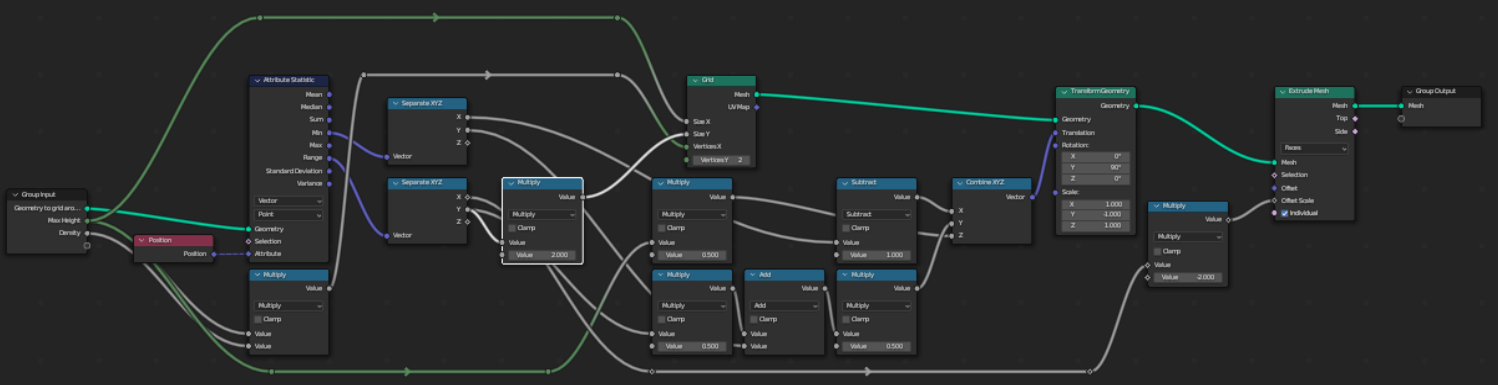 Group Input
Geometry to grid aro...
Max Height
Density
Position
Position
Attribute Statistic
Mean
Median
Sum
Min
Max
Range
Standard Deviation
Variance
Vector
Point
Geometry
Selection
Attribute
Multiply
Value
Multiply
Clamp
Value
Value
Separate XYZ
X
Y
Z
Vector
Separate XYZ
X
Y
Z
Vector
Multiply
Value
Multiply
Clamp
Value
Value 2.000
Grid
Mesh
UV Map
Size X
Size Y
Vertices X
Vertices Y 2
Multiply
Value
Multiply
Clamp
Value
Value 0.500
Multiply
Value
Multiply
Clamp
Value
Value 0.500
Add
Value
Add
Clamp
Value
Value
Subtract
Value
Subtract
Clamp
Value
Value 1.000
Multiply
Value
Multiply
Clamp
Value
Value 0.500
Combine XYZ
Vector
X
Y
Z
Transform Geometry
Geometry
Geometry
Translation
Rotation:
X 0°
Y 90°
Z 0°
Scale:
X 1.000
Y -1.000
Z 1.000
Multiply
Value
Multiply
Clamp
Value
Value -2.000
Extrude Mesh
Mesh
Top
Side
Faces
Mesh
Selection
Offset
Offset Scale
Individual
Group Output
Mesh